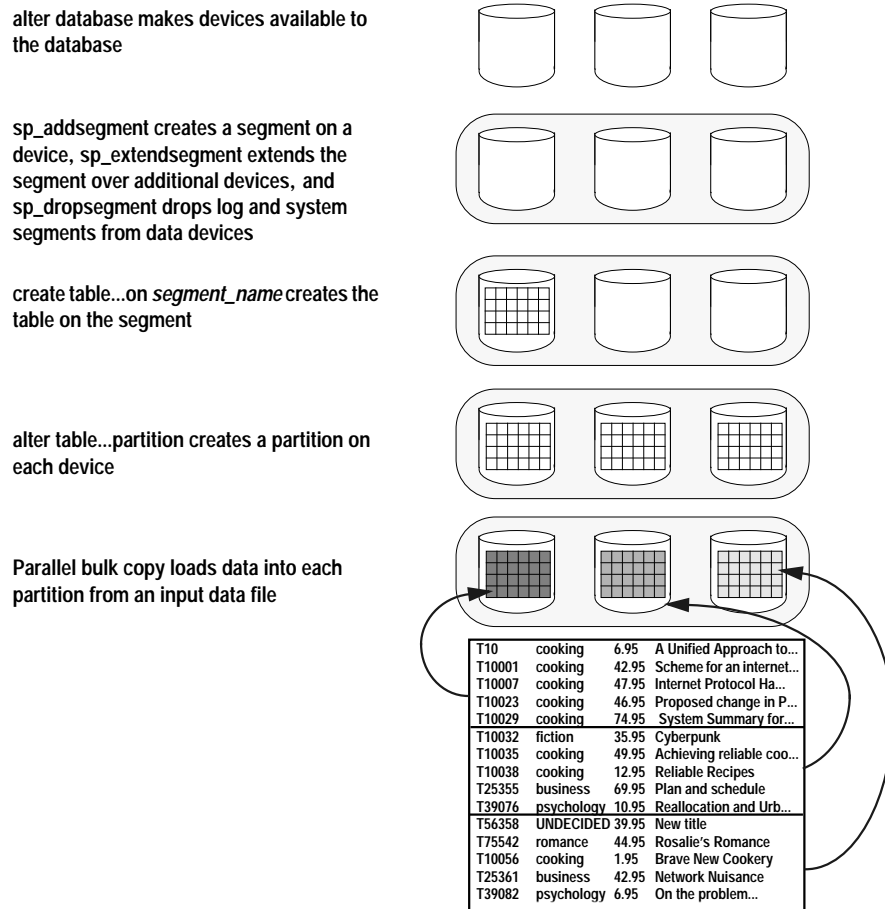 alter database makes devices available to
the database
sp_addsegment creates a segment on a
device, sp_extendsegment extends the
segment over additional devices, and
sp_dropsegment drops log and system
segments from data devices
create table...on segment_name creates the
table on the segment
alter table...partition creates a partition on
each device
Parallel bulk copy loads data into each
partition from an input data file
T10 cooking 6.95 A Unified Approach to...
T10001 cooking 42.95 Scheme for an internet...
T10007 cooking 47.95 Internet Protocol Ha...
T10023 cooking 46.95 Proposed change in P...
T10029 cooking 74.95 System Summary for...
T10032 fiction 35.95 Cyberpunk
T10035 cooking 49.95 Achieving reliable coo...
T10038 cooking 12.95 Reliable Recipes
T25355 business 69.95 Plan and schedule
T39076 psychology 10.95 Reallocation and Urb...
T56358 UNDECIDED 39.95 New title
T75542 romance 44.95 Rosalie's Romance
T10056 cooking 1.95 Brave New Cookery
T25361 business 42.95 Network Nuisance
T39082 psychology 6.95 On the problem...